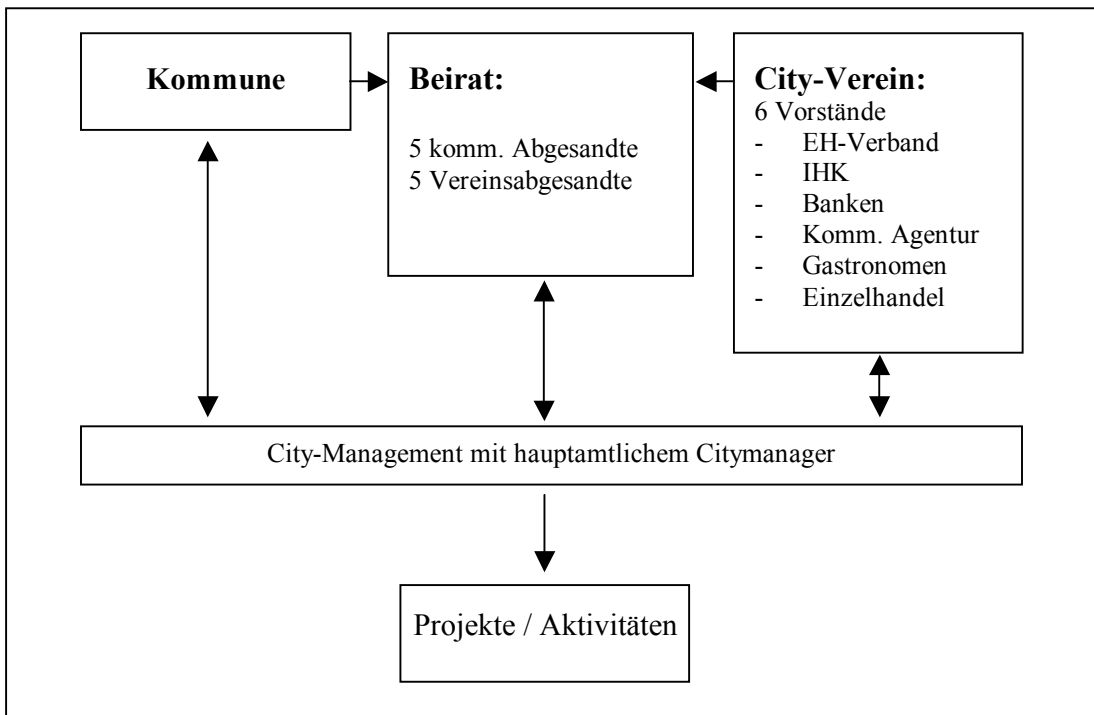 Kommune
Beirat:
5 komm. Abgesandte
5 Vereinsabgesandte
City-Verein:
6 Vorstände
- EH-Verband
- IHK
- Banken
- Komm. Agentur
- Gastronomen
- Einzelhandel
City-Management mit hauptamtlichem Citymanager
Projekte / Aktivitäten